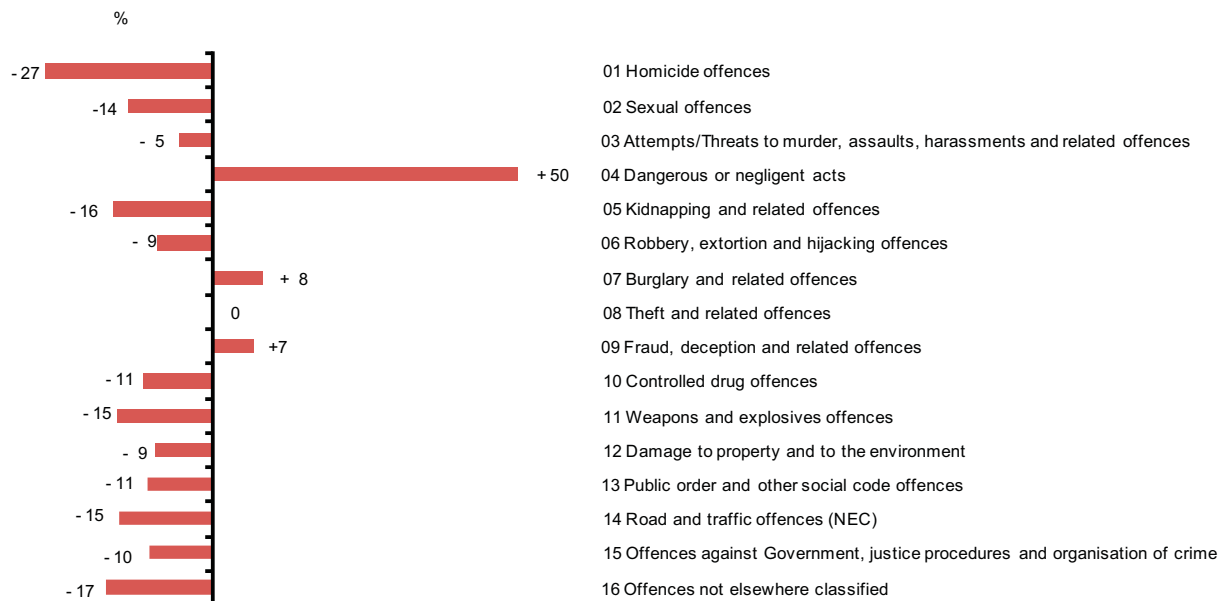 %
- 27 01 Homicide offences
-14 02 Sexual offences
- 5 03 Attempts/Threats to murder, assaults, harassments and related offences
+ 50 04 Dangerous or negligent acts
- 16 05 Kidnapping and related offences
- 9 06 Robbery, extortion and hijacking offences
+ 8 07 Burglary and related offences
0 08 Theft and related offences
+7 09 Fraud, deception and related offences
- 11 10 Controlled drug offences
- 15 11 Weapons and explosives offences
- 9 12 Damage to property and to the environment
- 11 13 Public order and other social code offences
- 15 14 Road and traffic offences (NEC)
- 10 15 Offences against Government, justice procedures and organisation of crime
- 17 16 Offences not elsewhere classified